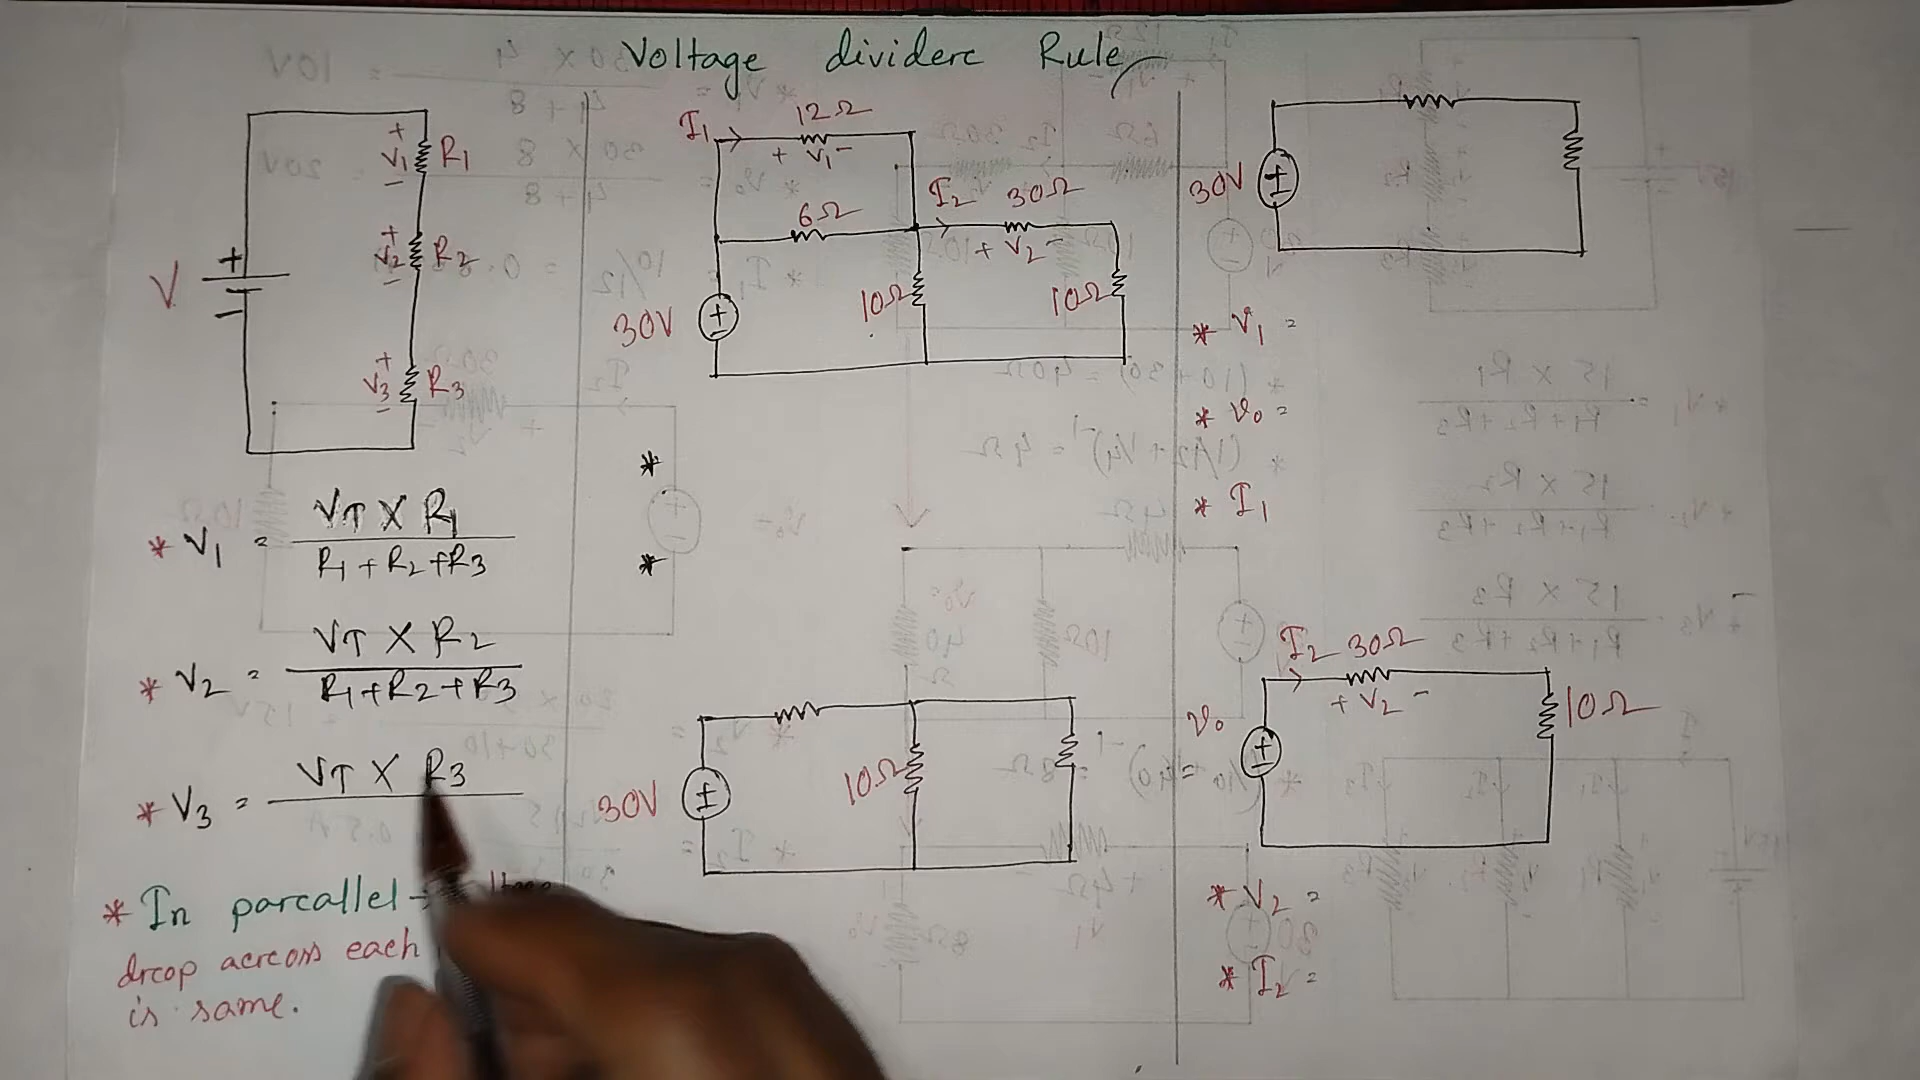 Voltage dividerc Rule
V
+
-
+
V1
-
R1
+
V2
-
R2
+
V3
-
R3
* V1 = VT X R1
R1 + R2 + R3
* V2 = VT X R2
R1 + R2 + R3
* V3 = VT X R3
* In parcallel →
drcop acrcoss each
is same.
I1
12Ω
+ V1 -
6Ω
I2 30Ω
+ V2 -
30V
10Ω
10Ω
*
*
30V
10Ω
30V
* V1 =
* V0 =
* I1
I2 30Ω
+ V2 -
V0
10Ω
* V2 =
* I2 =